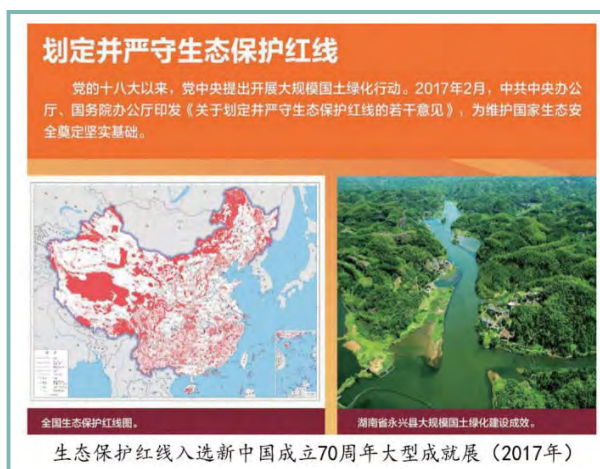 划定并严守生态保护红线
党的十八大以来，党中央提出开展大规模国土绿化行动。2017年2月，中共中央办公
厅、国务院办公厅印发《关于划定并严守生态保护红线的若干意见》，为维护国家生态安
全奠定坚实基础。
全国生态保护红线图。
湖南省永兴县大规模国土绿化建设成效。
生态保护红线入选新中国成立70周年大型成就展（2017年）